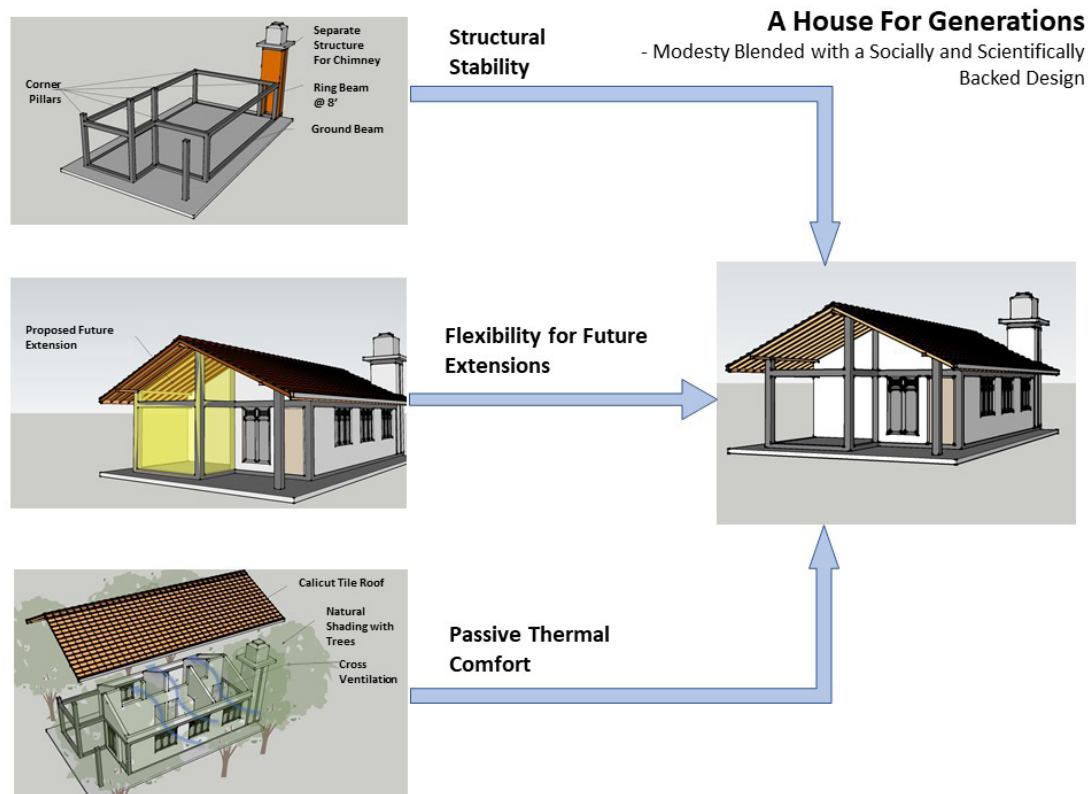 A House For Generations
- Modesty Blended with a Socially and Scientifically
Backed Design
Separate
Structure
For Chimney
Corner
Pillars
Ring Beam
@ 8'
Ground Beam
Structural
Stability
Proposed Future
Extension
Flexibility for Future
Extensions
Calicut Tile Roof
Natural
Shading with
Trees
Cross
Ventilation
Passive Thermal
Comfort